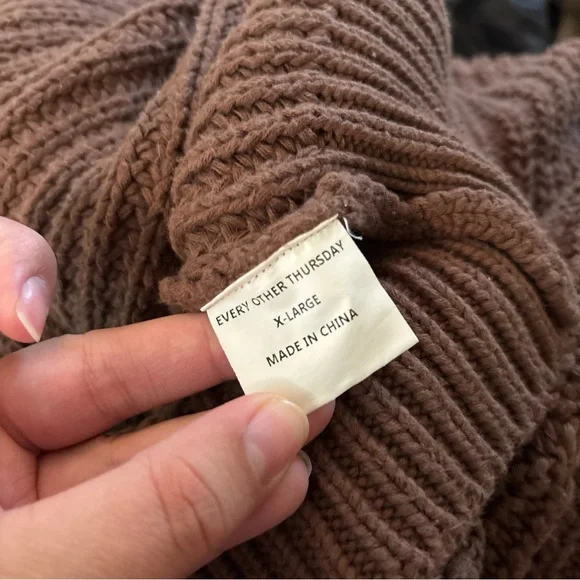 EVERY OTHER THURSDAY
X-LARGE
MADE IN CHINA